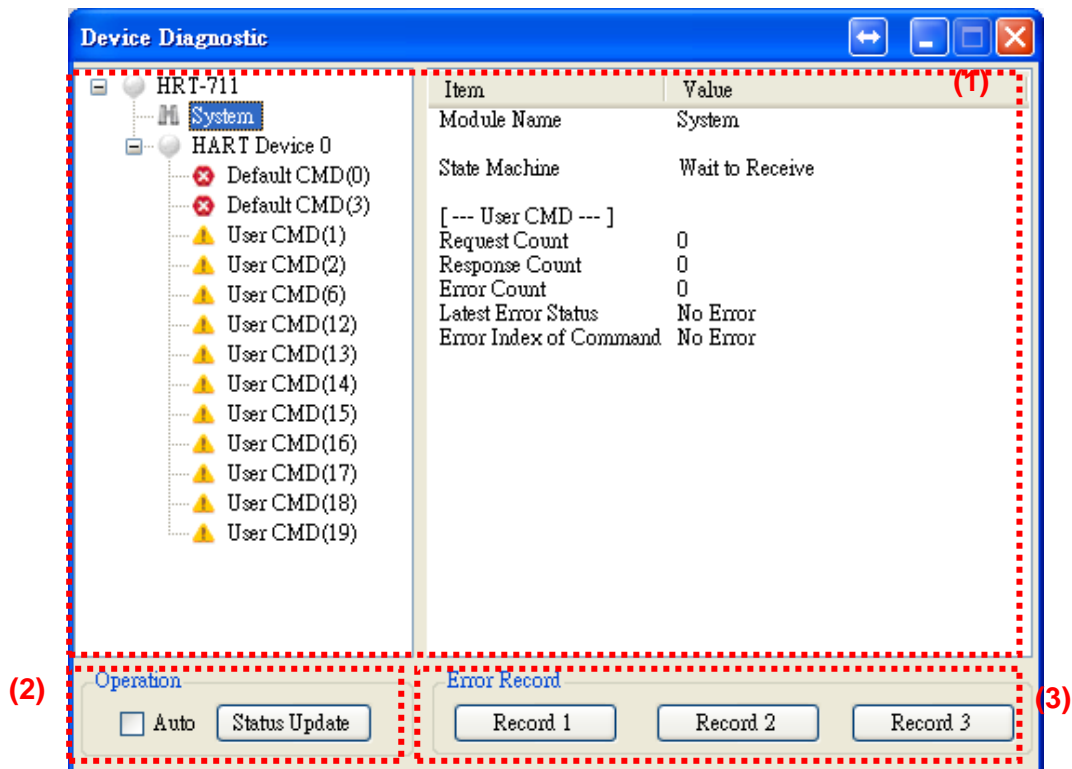 Device Diagnostic
(1)
HRT-711
System
HART Device 0
Default CMD(0)
Default CMD(3)
User CMD(1)
User CMD(2)
User CMD(6)
User CMD(12)
User CMD(13)
User CMD(14)
User CMD(15)
User CMD(16)
User CMD(17)
User CMD(18)
User CMD(19)
Item Value
Module Name System
State Machine Wait to Receive
[ --- User CMD --- ]
Request Count 0
Response Count 0
Error Count 0
Latest Error Status No Error
Error Index of Command No Error
(2)
Operation
Auto Status Update
Error Record
Record 1 Record 2 Record 3
(3)